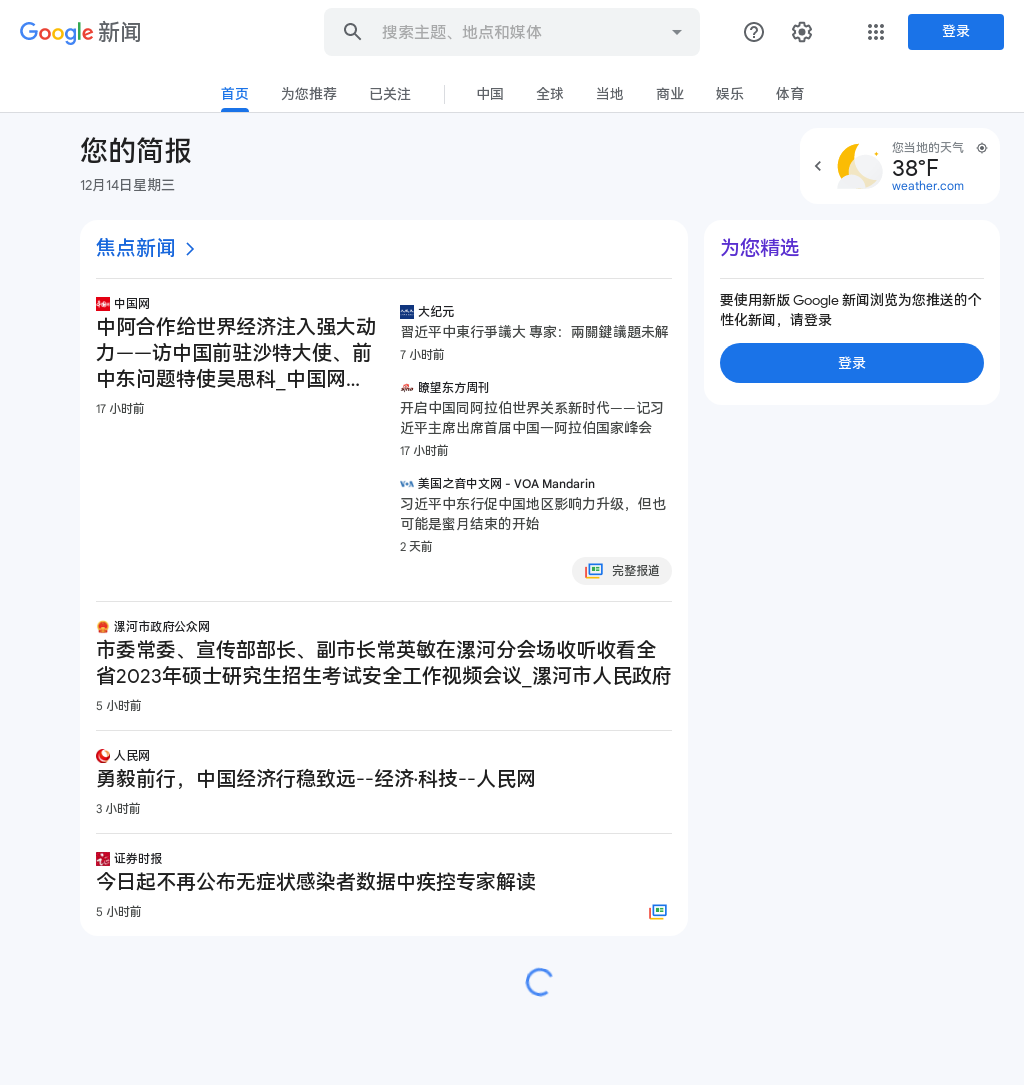 Google 新闻
搜索主题、地点和媒体
登录
首页
为您推荐
已关注
中国
全球
当地
商业
娱乐
体育
您的简报
12月14日星期三
您当地的天气
38°F
weather.com
焦点新闻
中国网
中阿合作给世界经济注入强大动
力——访中国前驻沙特大使、前
中东问题特使吴思科_中国网...
17 小时前
大纪元
習近平中東行爭議大 專家：兩關鍵議題未解
7 小时前
瞭望东方周刊
开启中国同阿拉伯世界关系新时代——记习
近平主席出席首届中国—阿拉伯国家峰会
17 小时前
美国之音中文网 - VOA Mandarin
习近平中东行促中国地区影响力升级，但也
可能是蜜月结束的开始
2 天前
完整报道
漯河市政府公众网
市委常委、宣传部部长、副市长常英敏在漯河分会场收听收看全
省2023年硕士研究生招生考试安全工作视频会议_漯河市人民政府
5 小时前
人民网
勇毅前行，中国经济行稳致远--经济·科技--人民网
3 小时前
证券时报
今日起不再公布无症状感染者数据中疾控专家解读
5 小时前
为您精选
要使用新版 Google 新闻浏览为您推送的个
性化新闻，请登录
登录